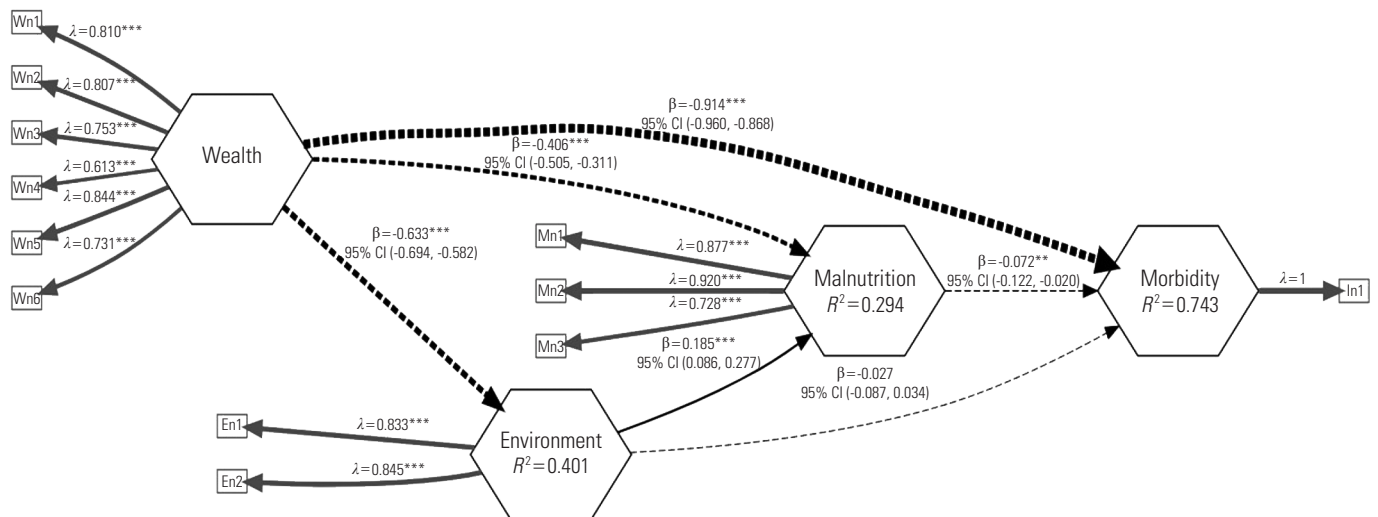 Wn1
λ=0.810***
Wn2
λ=0.807***
Wn3
λ=0.753***
Wn4
λ=0.613***
Wn5
λ=0.844***
Wn6
λ=0.731***
Wealth
β=-0.914***
95% CI (-0.960, -0.868)
β=-0.406***
95% CI (-0.505, -0.311)
β=-0.633***
95% CI (-0.694, -0.582)
Mn1
λ=0.877***
Mn2
λ=0.920***
Mn3
λ=0.728***
Malnutrition
R²=0.294
β=-0.072**
95% CI (-0.122, -0.020)
Morbidity
R²=0.743
λ=1
In1
β=0.185***
95% CI (0.086, 0.277)
β=-0.027
95% CI (-0.087, 0.034)
En1
λ=0.833***
En2
λ=0.845***
Environment
R²=0.401